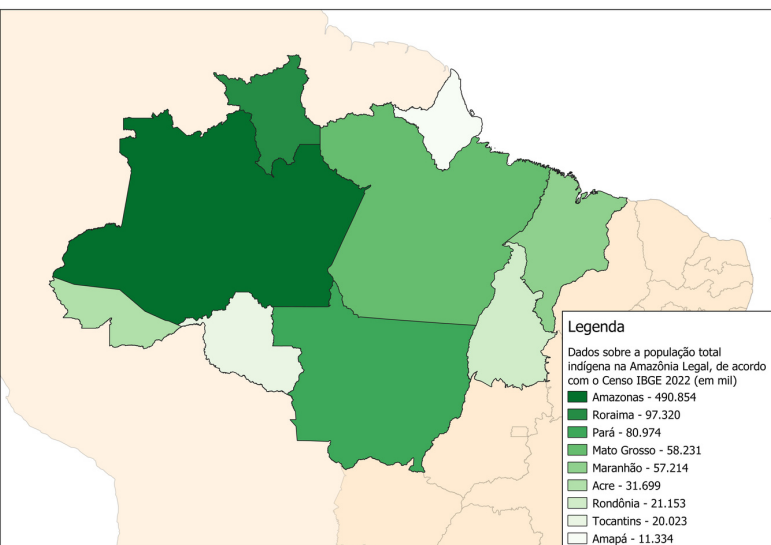 Legenda
Dados sobre a população total
indígena na Amazônia Legal, de acordo
com o Censo IBGE 2022 (em mil)
Amazonas - 490.854
Roraima - 97.320
Pará - 80.974
Mato Grosso - 58.231
Maranhão - 57.214
Acre - 31.699
Rondônia - 21.153
Tocantins - 20.023
Amapá - 11.334